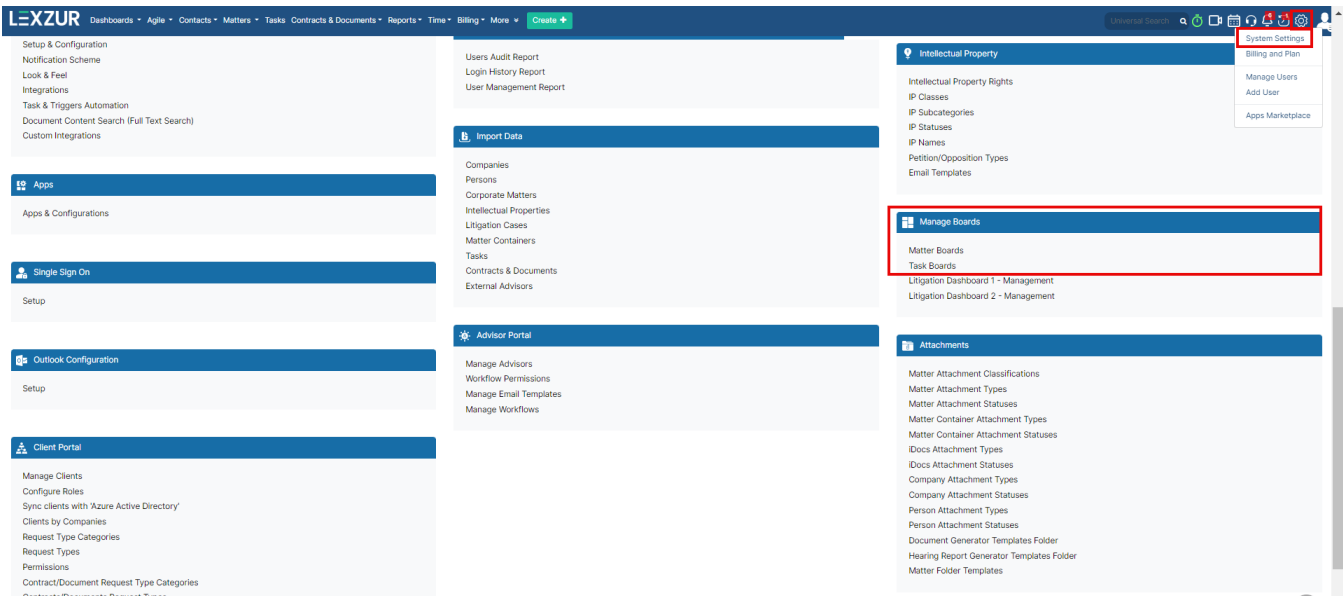 LEXZUR Dashboards Agile Contacts Matters Tasks Contracts & Documents Reports Time Billing More Create + Universal Search
System Settings
Billing and Plan
Manage Users
Add User
Apps Marketplace
Setup & Configuration
Notification Scheme
Look & Feel
Integrations
Task & Triggers Automation
Document Content Search (Full Text Search)
Custom Integrations
Apps
Apps & Configurations
Single Sign On
Setup
Outlook Configuration
Setup
Client Portal
Manage Clients
Configure Roles
Sync clients with 'Azure Active Directory'
Clients by Companies
Request Type Categories
Request Types
Permissions
Contract/Document Request Type Categories
Contracts/Documents Request Types
Users Audit Report
Login History Report
User Management Report
Import Data
Companies
Persons
Corporate Matters
Intellectual Properties
Litigation Cases
Matter Containers
Tasks
Contracts & Documents
External Advisors
Advisor Portal
Manage Advisors
Workflow Permissions
Manage Email Templates
Manage Workflows
Intellectual Property
Intellectual Property Rights
IP Classes
IP Subcategories
IP Statuses
IP Names
Petition/Opposition Types
Email Templates
Manage Boards
Matter Boards
Task Boards
Litigation Dashboard 1 - Management
Litigation Dashboard 2 - Management
Attachments
Matter Attachment Classifications
Matter Attachment Types
Matter Attachment Statuses
Matter Container Attachment Types
Matter Container Attachment Statuses
iDocs Attachment Types
iDocs Attachment Statuses
Company Attachment Types
Company Attachment Statuses
Person Attachment Types
Person Attachment Statuses
Document Generator Templates Folder
Hearing Report Generator Templates Folder
Matter Folder Templates